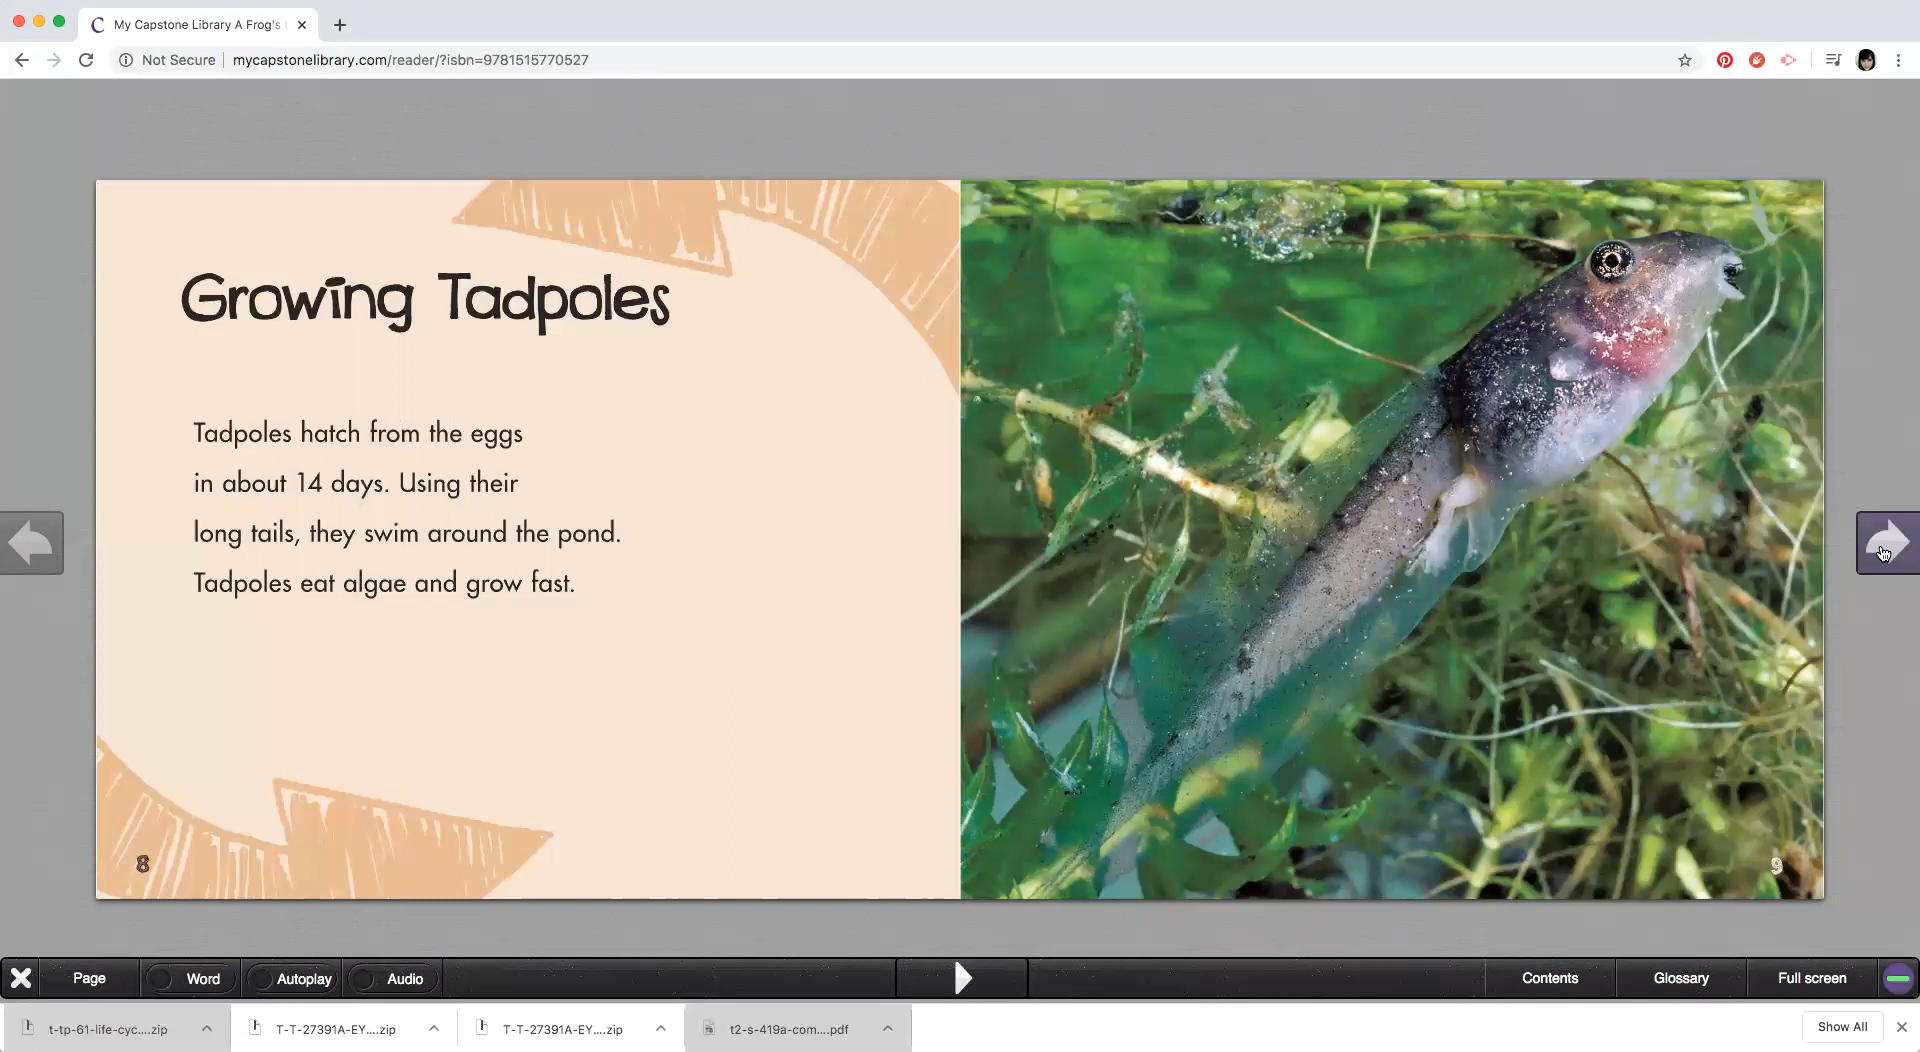 My Capstone Library A Frog's
Not Secure
mycapstonelibrary.com/reader/?isbn=9781515770527
Growing Tadpoles
Tadpoles hatch from the eggs
in about 14 days. Using their
long tails, they swim around the pond.
Tadpoles eat algae and grow fast.
8
9
Page
Word
Autoplay
Audio
Contents
Glossary
Full screen
t-tp-61-life-cyc....zip
T-T-27391A-EY....zip
T-T-27391A-EY....zip
t2-s-419a-com....pdf
Show All